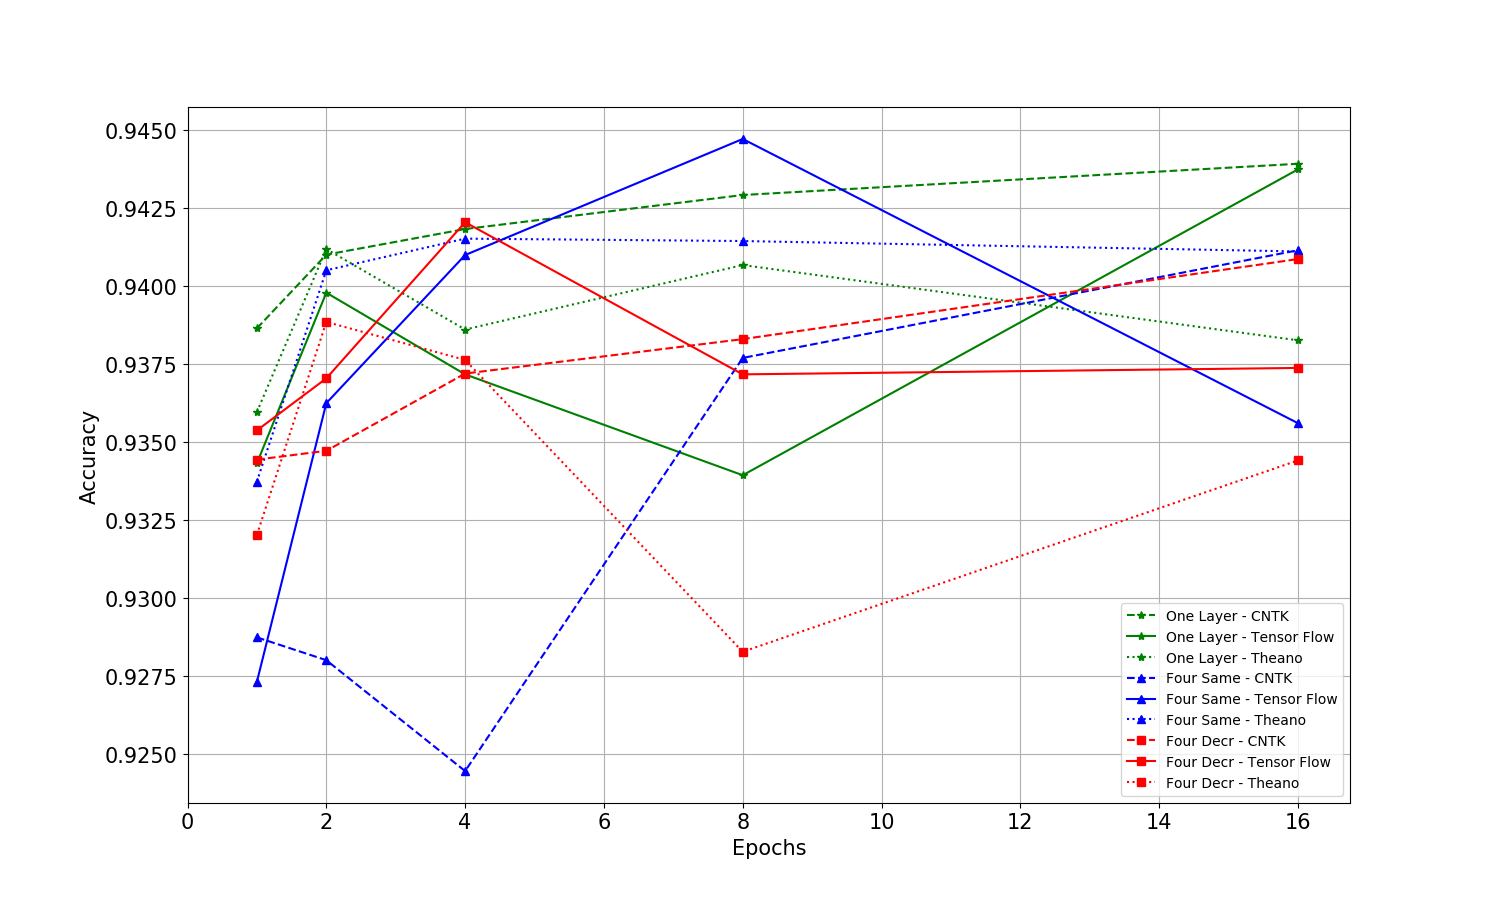 0.9450
0.9425
0.9400
0.9375
0.9350
0.9325
0.9300
0.9275
0.9250
Accuracy
0
2
4
6
8
10
12
14
16
Epochs
One Layer - CNTK
One Layer - Tensor Flow
One Layer - Theano
Four Same - CNTK
Four Same - Tensor Flow
Four Same - Theano
Four Decr - CNTK
Four Decr - Tensor Flow
Four Decr - Theano